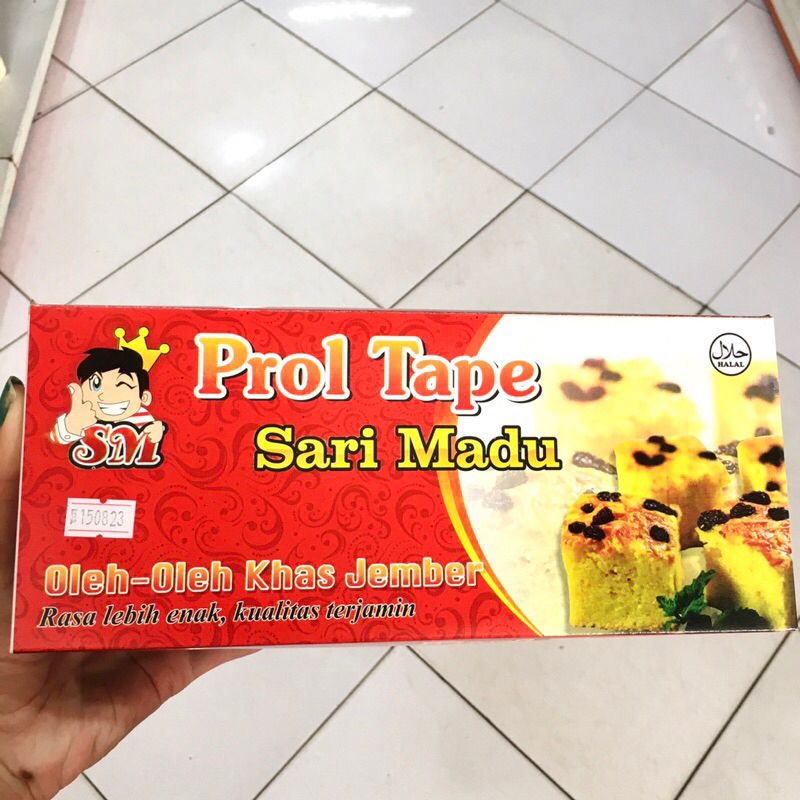 Prol Tape
Sari Madu
SM
حلال
HALAL
150823
Oleh-Oleh Khas Jember
Rasa lebih enak, kualitas terjamin